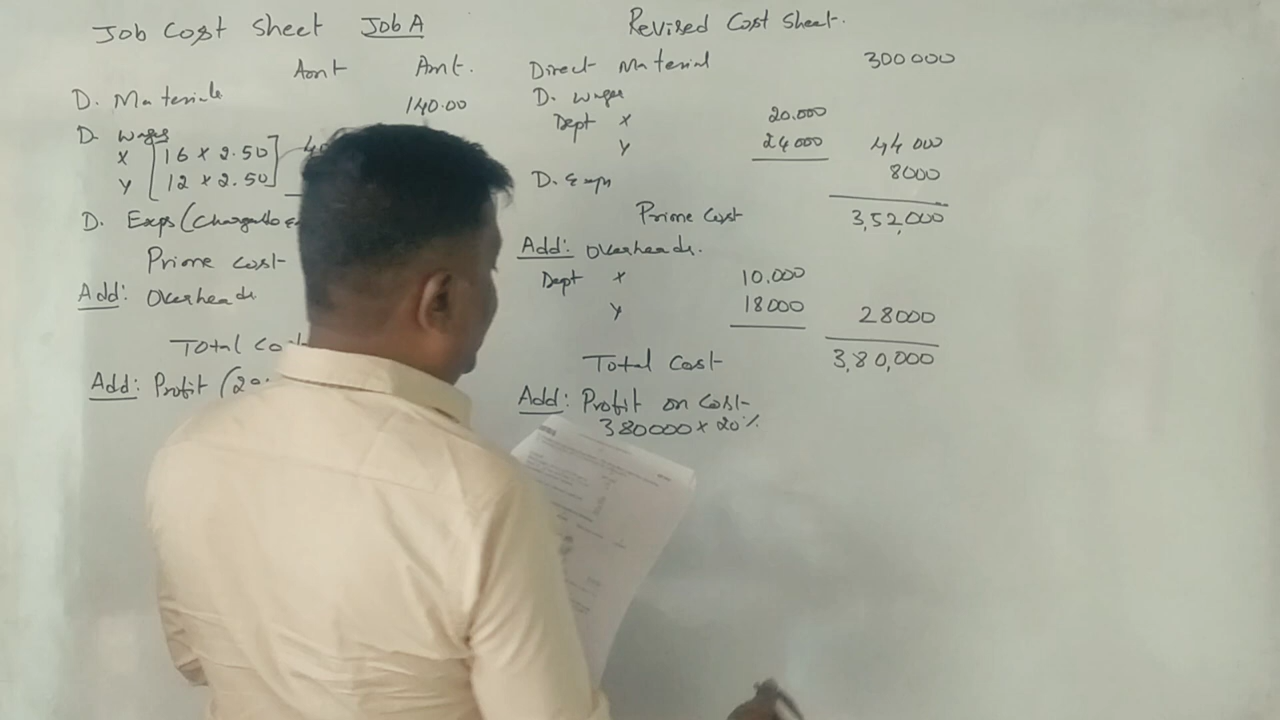 Job Cost Sheet Job A
Amt Amt.
D. Materials 140.00
D. Wages
X 16 x 2.50
Y 12 x 2.50
D. Exps
Prime Cost
Add: Overheads
Total
Add: Profit
Revised Cost Sheet.
Direct Material 300000
D. Wages
Dept X 20.000
Y 24000 44000
D. Exps 8000
Prime Cost 3,52,000
Add: Overheads.
Dept X 10.000
Y 18000 28000
Total Cost 3,80,000
Add: Profit on Cost
380000 x 20%